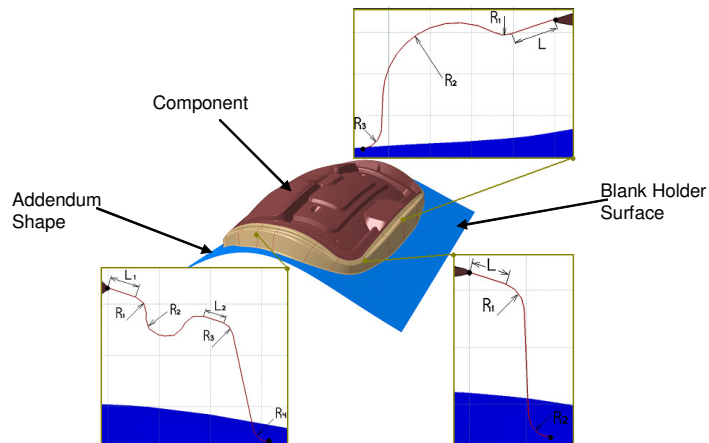 R₁
L
R₂
R₃
Component
Addendum
Shape
Blank Holder
Surface
L₁
R₁
R₂
L₂
R₃
R₄
L
R₁
R₂